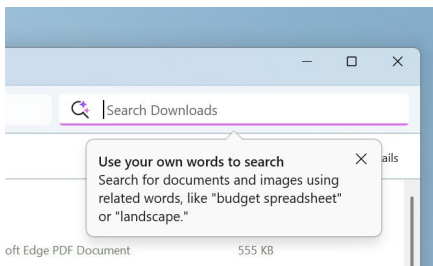 Search Downloads
Use your own words to search
ails
Search for documents and images using
related words, like "budget spreadsheet"
or "landscape."
oft Edge PDF Document 555 KB